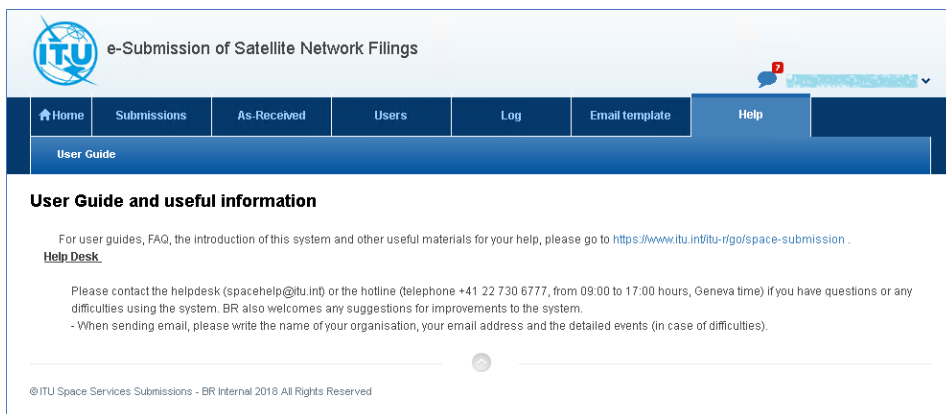 ITU
e-Submission of Satellite Network Filings
?
Home Submissions As-Received Users Log Email template Help
User Guide
User Guide and useful information
For user guides, FAQ, the introduction of this system and other useful materials for your help, please go to https://www.itu.int/itu-r/go/space-submission .
Help Desk
Please contact the helpdesk (spacehelp@itu.int) or the hotline (telephone +41 22 730 6777, from 09:00 to 17:00 hours, Geneva time) if you have questions or any
difficulties using the system. BR also welcomes any suggestions for improvements to the system.
- When sending email, please write the name of your organisation, your email address and the detailed events (in case of difficulties).
© ITU Space Services Submissions - BR Internal 2018 All Rights Reserved